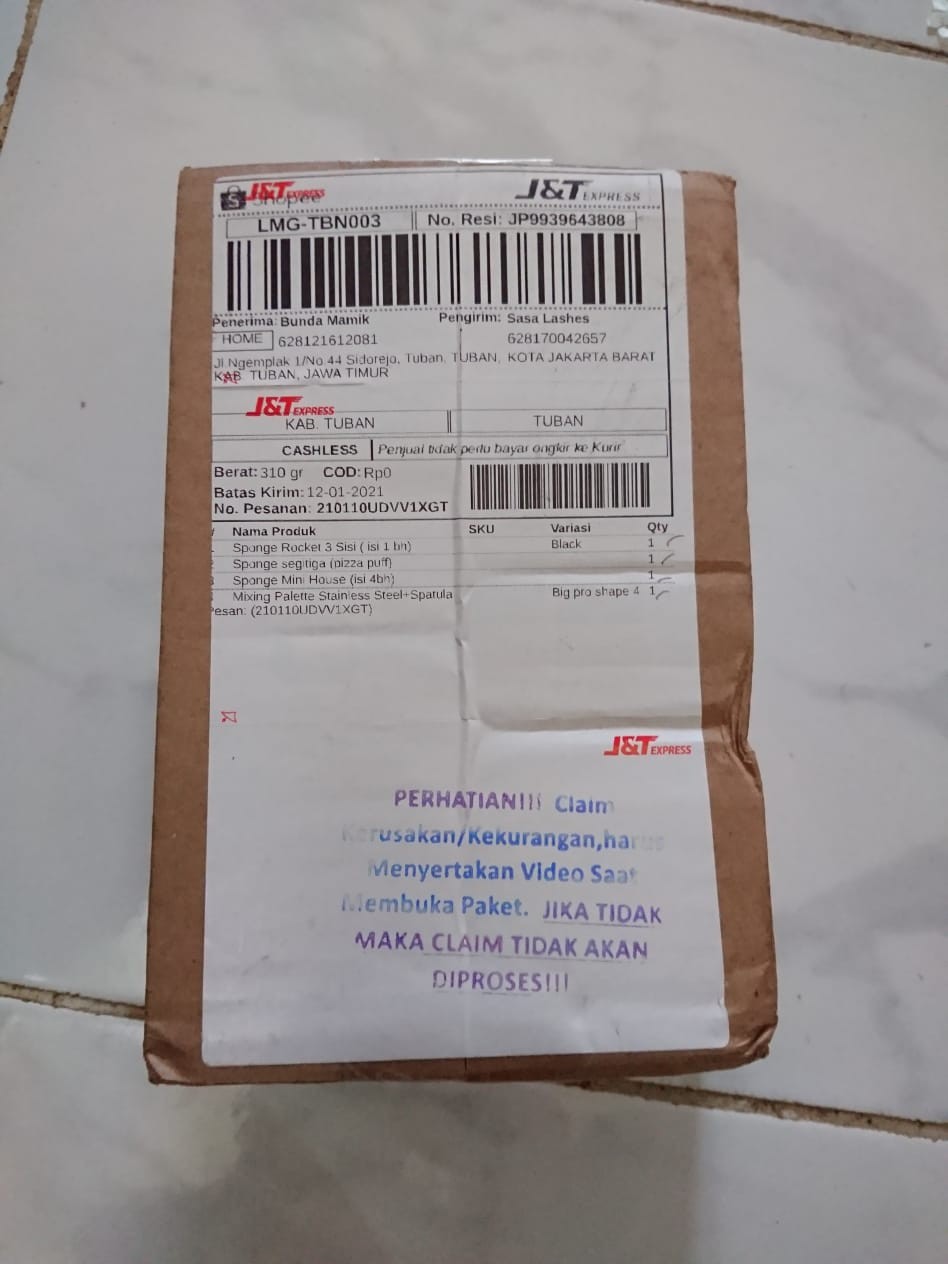 Shopee J&T EXPRESS J&T EXPRESS
LMG-TBN003 No. Resi: JP9939643808
Penerima: Bunda Mamik Pengirim: Sasa Lashes
HOME 628121612081 628170042657
Jl Ngemplak 1/No.44 Sidorejo, Tuban, TUBAN, KOTA JAKARTA BARAT
KAB. TUBAN, JAWA TIMUR
J&T EXPRESS
KAB. TUBAN TUBAN
CASHLESS Penjual tidak perlu bayar ongkir ke Kurir
Berat: 310 gr COD: Rp0
Batas Kirim: 12-01-2021
No. Pesanan: 210110UDVV1XGT
# Nama Produk SKU Variasi Qty
Sponge Rocket 3 Sisi ( isi 1 bh) Black 1
Sponge segitiga (pizza puff) 1
3 Sponge Mini House (isi 4bh) 1
Mixing Palette Stainless Steel+Spatula Big pro shape 4 1
Pesan: (210110UDVV1XGT)
J&T EXPRESS
PERHATIAN!!! Claim
Kerusakan/Kekurangan,harus
Menyertakan Video Saat
Membuka Paket. JIKA TIDAK
MAKA CLAIM TIDAK AKAN
DIPROSES!!!